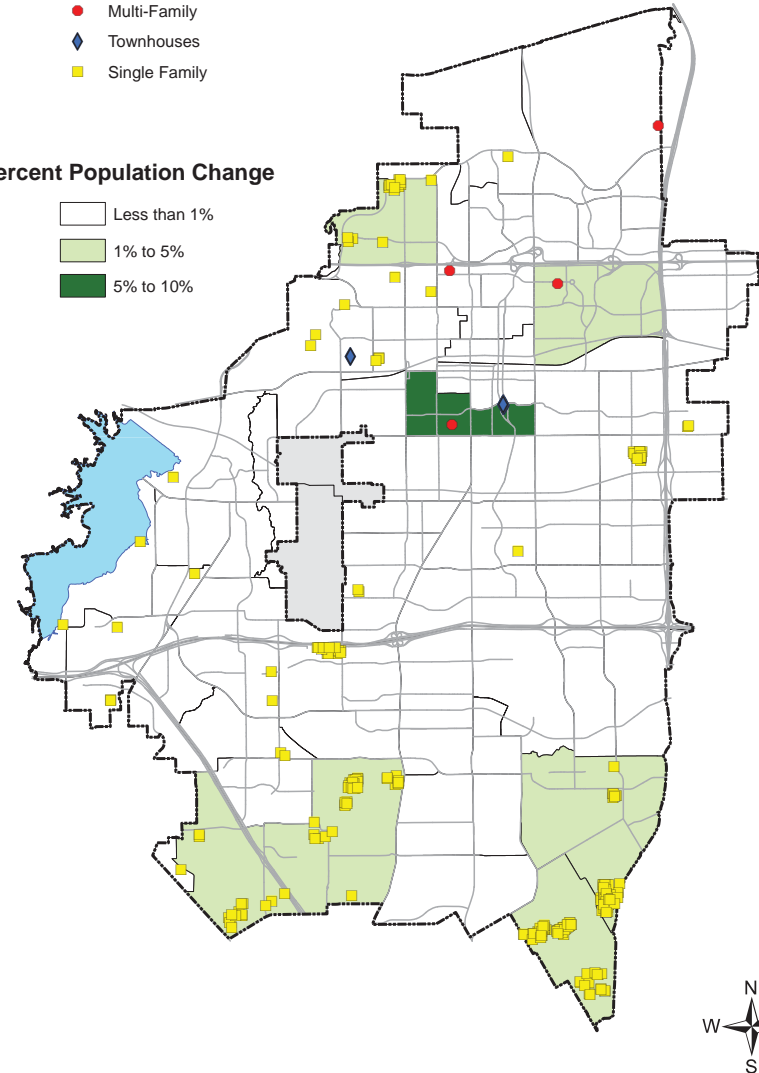 Multi-Family
Townhouses
Single Family
ercent Population Change
Less than 1%
1% to 5%
5% to 10%
N
W
S